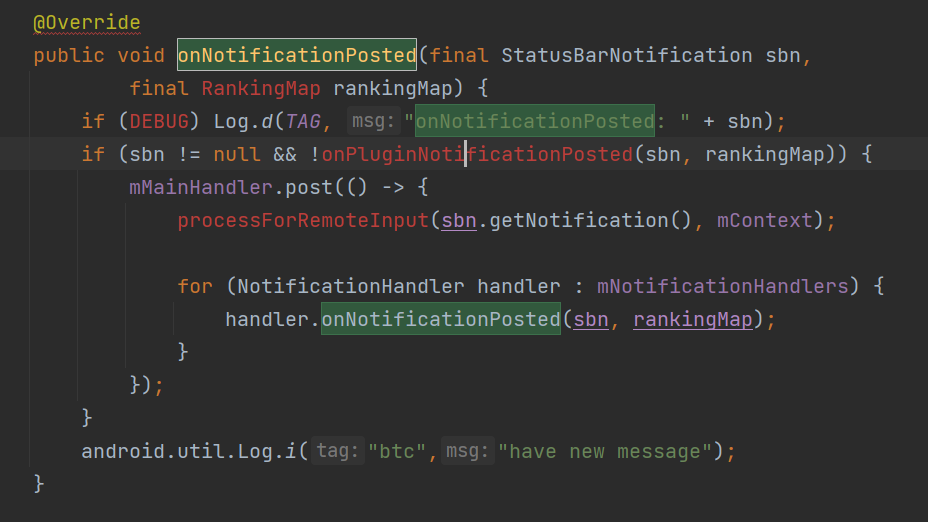 @Override
public void onNotificationPosted(final StatusBarNotification sbn,
final RankingMap rankingMap) {
if (DEBUG) Log.d(TAG, msg: "onNotificationPosted: " + sbn);
if (sbn != null && !onPluginNotificationPosted(sbn, rankingMap)) {
mMainHandler.post(() -> {
processForRemoteInput(sbn.getNotification(), mContext);
for (NotificationHandler handler : mNotificationHandlers) {
handler.onNotificationPosted(sbn, rankingMap);
}
});
}
android.util.Log.i( tag: "btc", msg: "have new message");
}